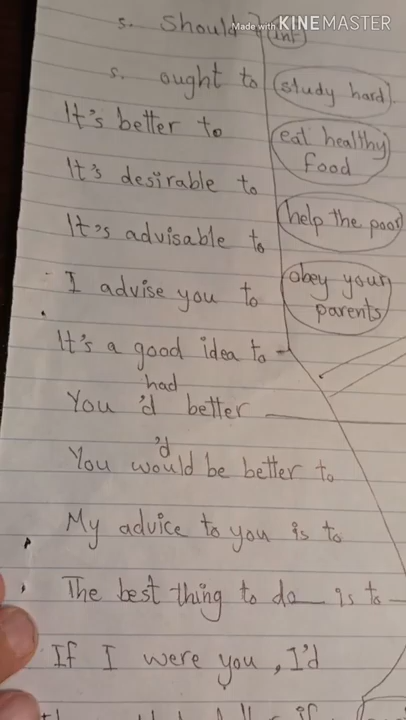 Made with KINEMASTER
s. should (inf)
s. ought to study hard.
It's better to eat healthy
food
It's desirable to
help the poor
It's advisable to
I advise you to obey your
parents
It's a good idea to
had
You 'd better
'd
You would be better to
My advice to you is to
The best thing to do is to
If I were you, I'd
if